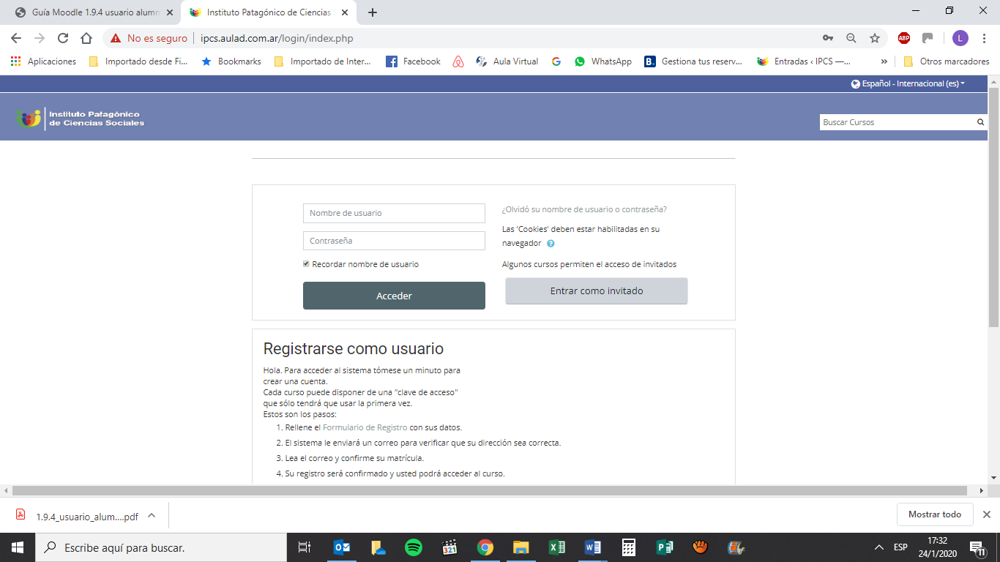 Guía Moodle 1.9.4 usuario alumn
Instituto Patagónico de Ciencias
No es seguro
ipcs.aulad.com.ar/login/index.php
ABP
L
Aplicaciones
Importado desde Fi...
Bookmarks
Importado de Inter...
Facebook
Aula Virtual
WhatsApp
B.
Gestiona tus reserv...
Entradas ‹ IPCS —...
»
Otros marcadores
Español - Internacional (es)
Instituto Patagónico
de Ciencias Sociales
Buscar Cursos
Nombre de usuario
Contraseña
Recordar nombre de usuario
Acceder
¿Olvidó su nombre de usuario o contraseña?
Las 'Cookies' deben estar habilitadas en su
navegador
Algunos cursos permiten el acceso de invitados
Entrar como invitado
Registrarse como usuario
Hola. Para acceder al sistema tómese un minuto para
crear una cuenta.
Cada curso puede disponer de una "clave de acceso"
que sólo tendrá que usar la primera vez.
Estos son los pasos:
1. Rellene el Formulario de Registro con sus datos.
2. El sistema le enviará un correo para verificar que su dirección sea correcta.
3. Lea el correo y confirme su matrícula.
4. Su registro será confirmado y usted podrá acceder al curso.
1.9.4_usuario_alum....pdf
Mostrar todo
Escribe aquí para buscar.
321
ESP
17:32
24/1/2020
11